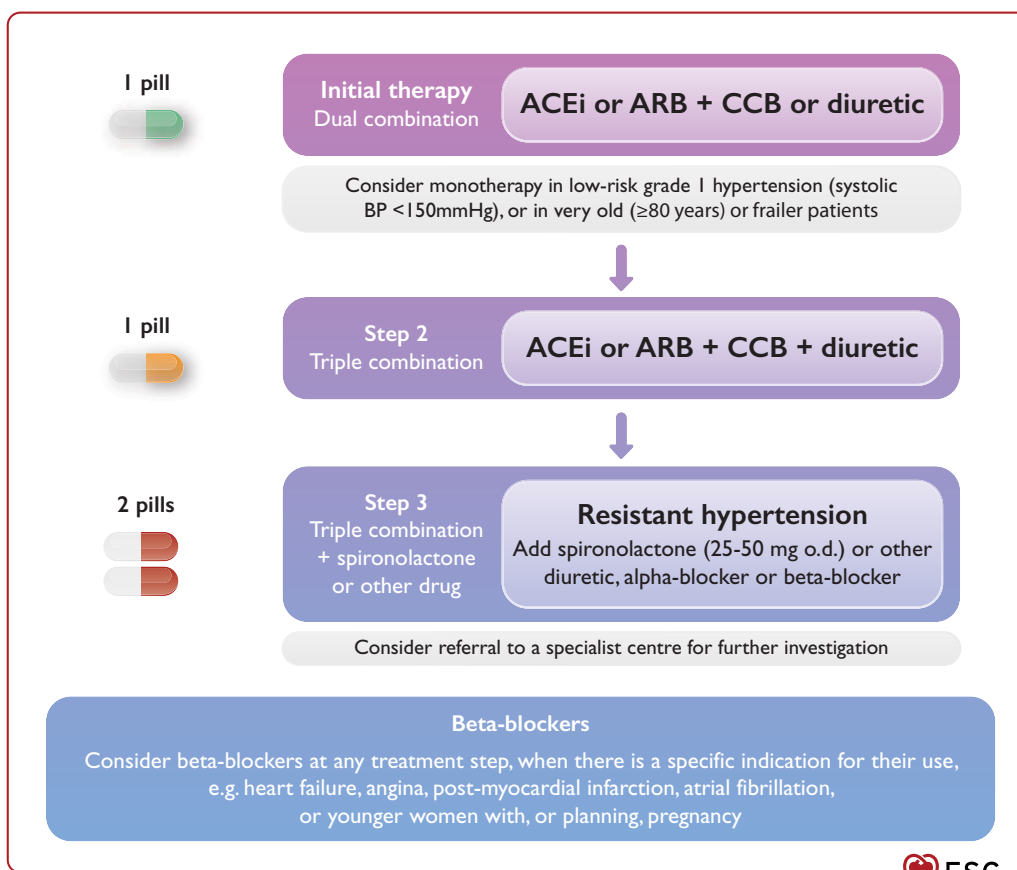 1 pill
Initial therapy
Dual combination
ACEi or ARB + CCB or diuretic
Consider monotherapy in low-risk grade 1 hypertension (systolic
BP <150mmHg), or in very old (≥80 years) or frailer patients
1 pill
Step 2
Triple combination
ACEi or ARB + CCB + diuretic
2 pills
Step 3
Triple combination
+ spironolactone
or other drug
Resistant hypertension
Add spironolactone (25-50 mg o.d.) or other
diuretic, alpha-blocker or beta-blocker
Consider referral to a specialist centre for further investigation
Beta-blockers
Consider beta-blockers at any treatment step, when there is a specific indication for their use,
e.g. heart failure, angina, post-myocardial infarction, atrial fibrillation,
or younger women with, or planning, pregnancy
ESC